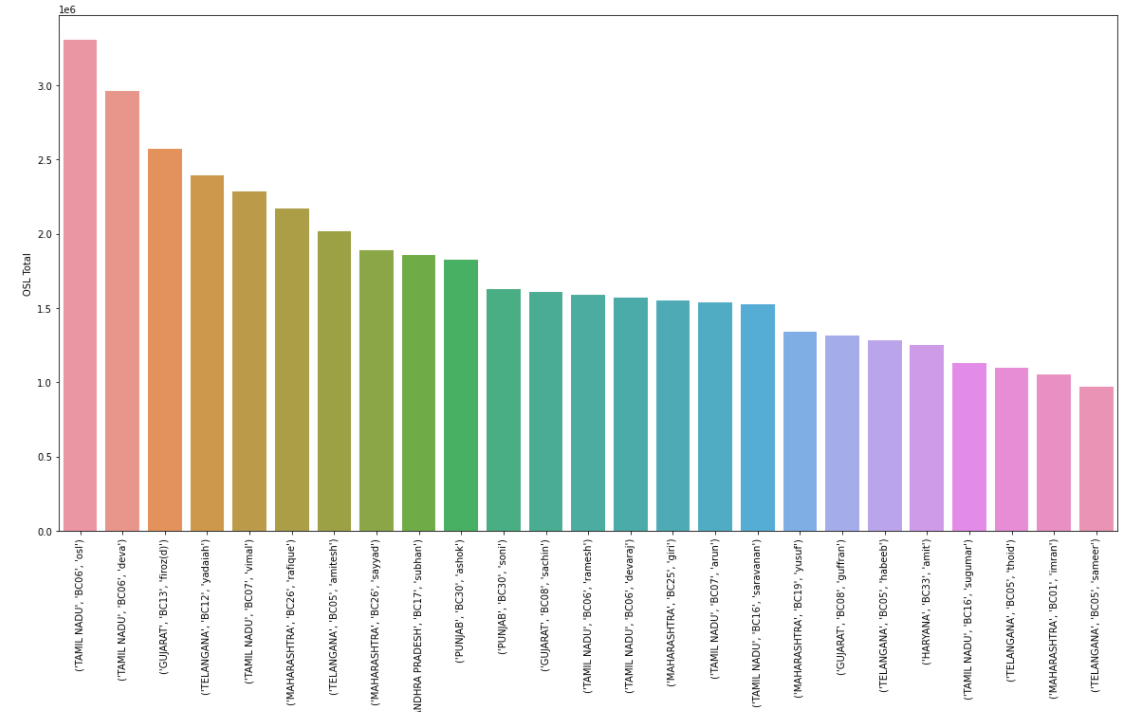 1e6
3.0
2.5
2.0
1.5
1.0
0.5
0.0
OSL Total
('TAMIL NADU', 'BC06', 'osl')
('TAMIL NADU', 'BC06', 'deva')
('GUJARAT', 'BC13', 'firoz(d)')
('TELANGANA', 'BC12', 'yadaiah')
('TAMIL NADU', 'BC07', 'vimal')
('MAHARASHTRA', 'BC26', 'rafique')
('TELANGANA', 'BC05', 'amitesh')
('MAHARASHTRA', 'BC26', 'sayyad')
NDHRA PRADESH', 'BC17', 'subhan')
('PUNJAB', 'BC30', 'ashok')
('PUNJAB', 'BC30', 'soni')
('GUJARAT', 'BC08', 'sachin')
('TAMIL NADU', 'BC06', 'ramesh')
('TAMIL NADU', 'BC06', 'devaraj')
('MAHARASHTRA', 'BC25', 'giri')
('TAMIL NADU', 'BC07', 'arun')
('TAMIL NADU', 'BC16', 'saravanan')
('MAHARASHTRA', 'BC19', 'yusuf')
('GUJARAT', 'BC08', 'guffran')
('TELANGANA', 'BC05', 'habeeb')
('HARYANA', 'BC33', 'amit')
('TAMIL NADU', 'BC16', 'sugumar')
('TELANGANA', 'BC05', 'thoid')
('MAHARASHTRA', 'BC01', 'imran')
('TELANGANA', 'BC05', 'sameer')